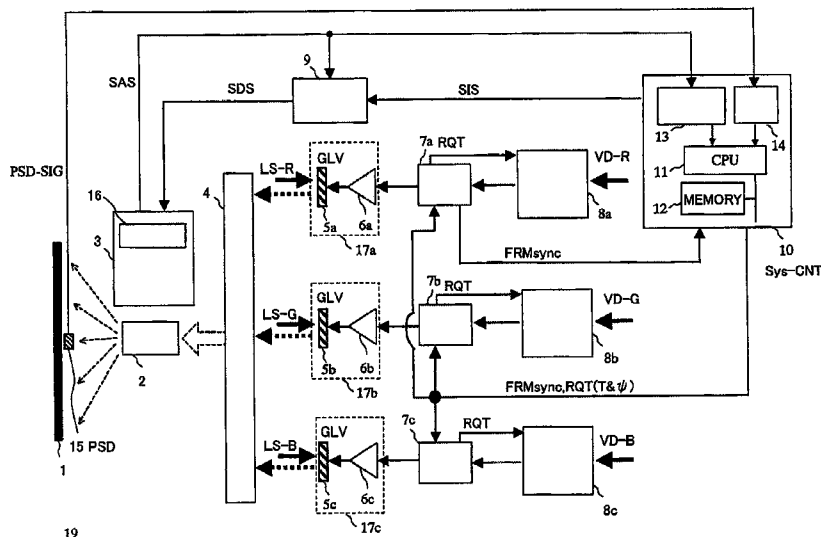 9
SAS
SDS
SIS
13
14
11
CPU
12
MEMORY
10
Sys-CNT
PSD-SIG
16
3
4
LS-R
GLV
5a
6a
17a
7a
RQT
VD-R
8a
FRMsync
2
LS-G
GLV
5b
6b
17b
7b
RQT
VD-G
8b
FRMsync,RQT(T&ψ)
15 PSD
1
LS-B
GLV
5c
6c
17c
7c
RQT
VD-B
8c
19